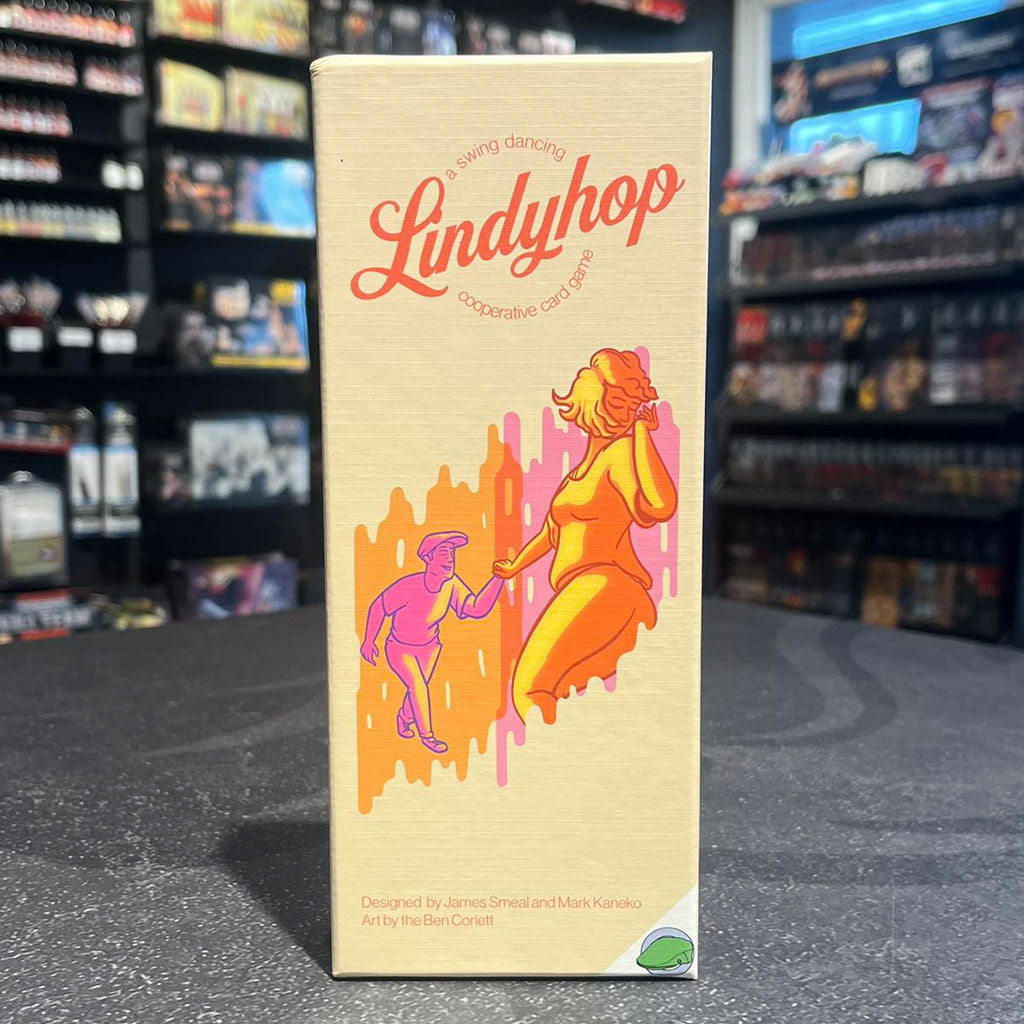 a swing dancing
Lindyhop
cooperative card game
Designed by James Smeal and Mark Kaneko
Art by the Ben Corlett